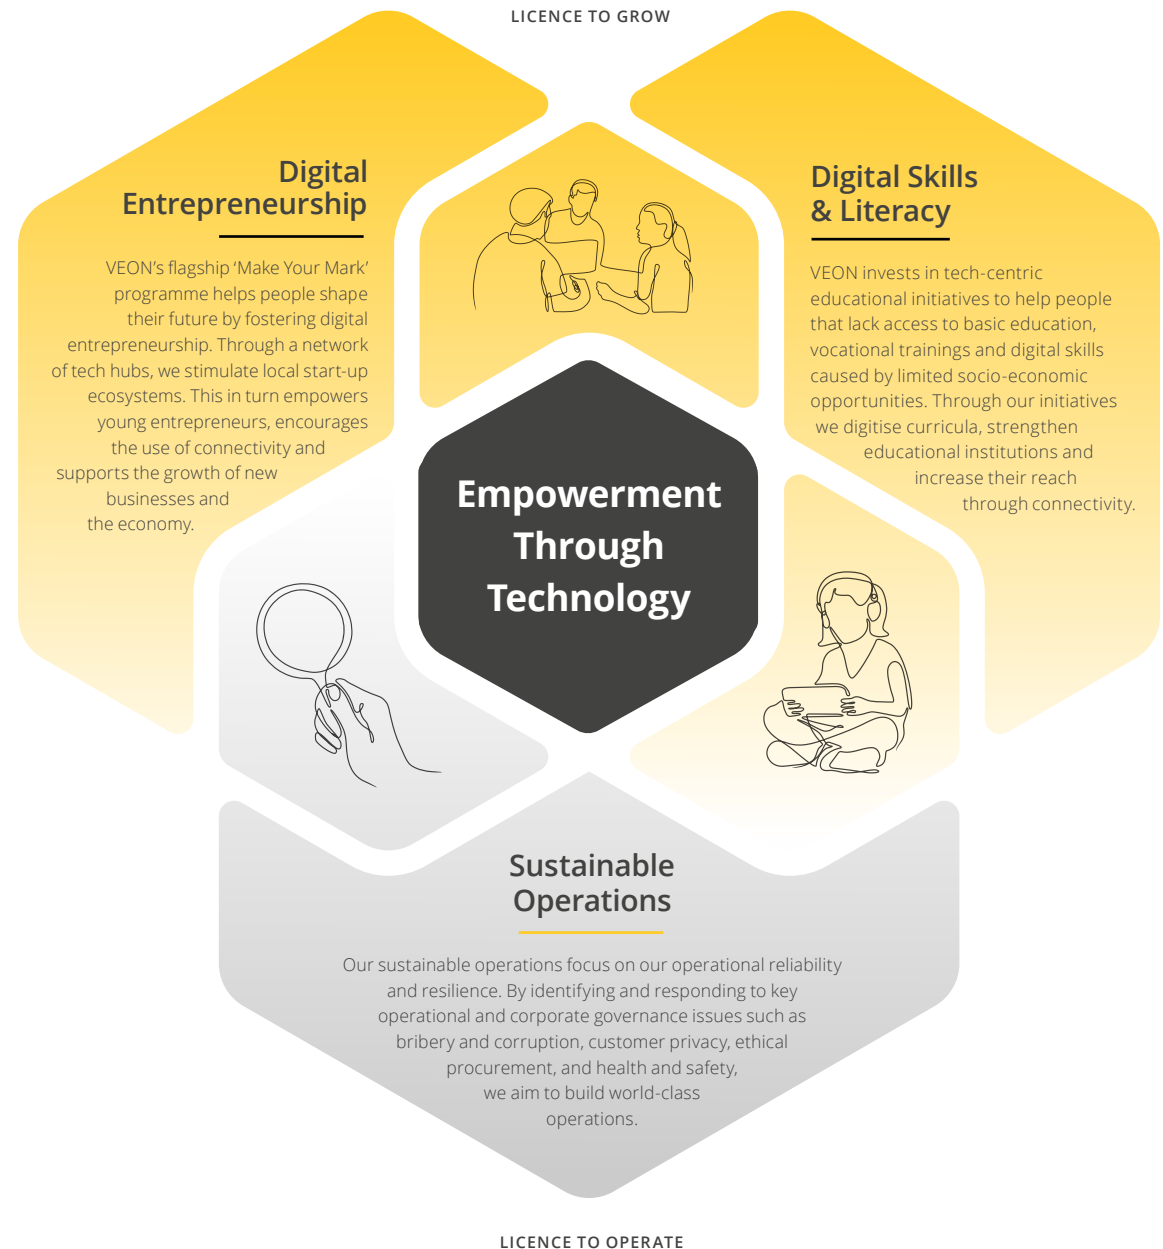 LICENCE TO GROW
Digital
Entrepreneurship
VEON's flagship ‘Make Your Mark’
programme helps people shape
their future by fostering digital
entrepreneurship. Through a network
of tech hubs, we stimulate local start-up
ecosystems. This in turn empowers
young entrepreneurs, encourages
the use of connectivity and
supports the growth of new
businesses and
the economy.
Digital Skills
& Literacy
VEON invests in tech-centric
educational initiatives to help people
that lack access to basic education,
vocational trainings and digital skills
caused by limited socio-economic
opportunities. Through our initiatives
we digitise curricula, strengthen
educational institutions and
increase their reach
through connectivity.
Empowerment
Through
Technology
Sustainable
Operations
Our sustainable operations focus on our operational reliability
and resilience. By identifying and responding to key
operational and corporate governance issues such as
bribery and corruption, customer privacy, ethical
procurement, and health and safety,
we aim to build world-class
operations.
LICENCE TO OPERATE